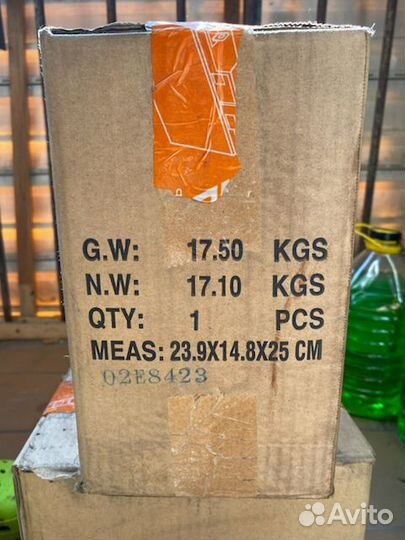 G.W: 17.50 KGS
N.W: 17.10 KGS
QTY: 1 PCS
MEAS: 23.9X14.8X25 CM
02E8423
Avito